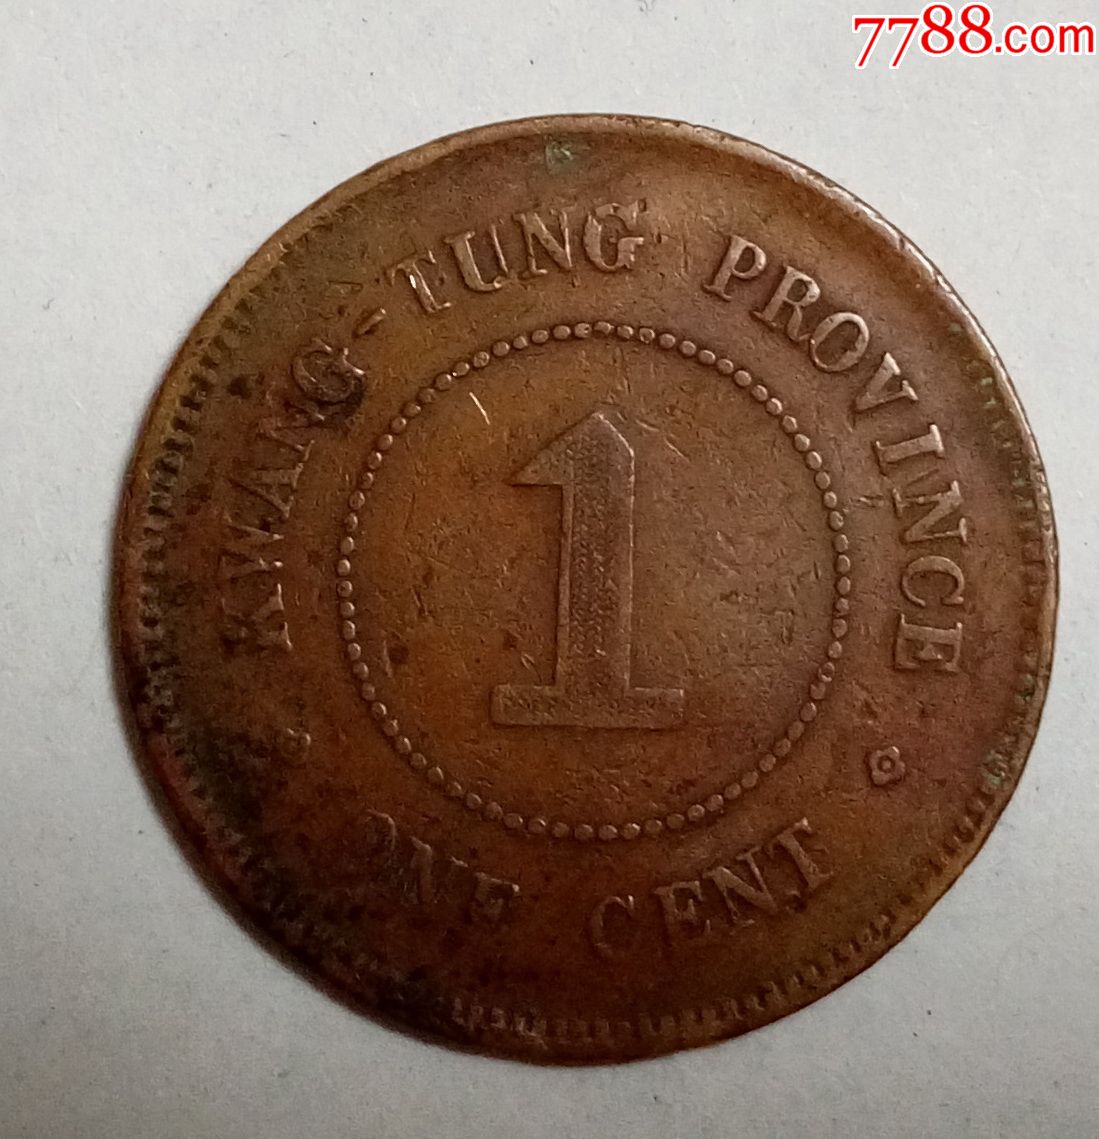 7788.com
KWANG-TUNG PROVINCE
1
ONE CENT